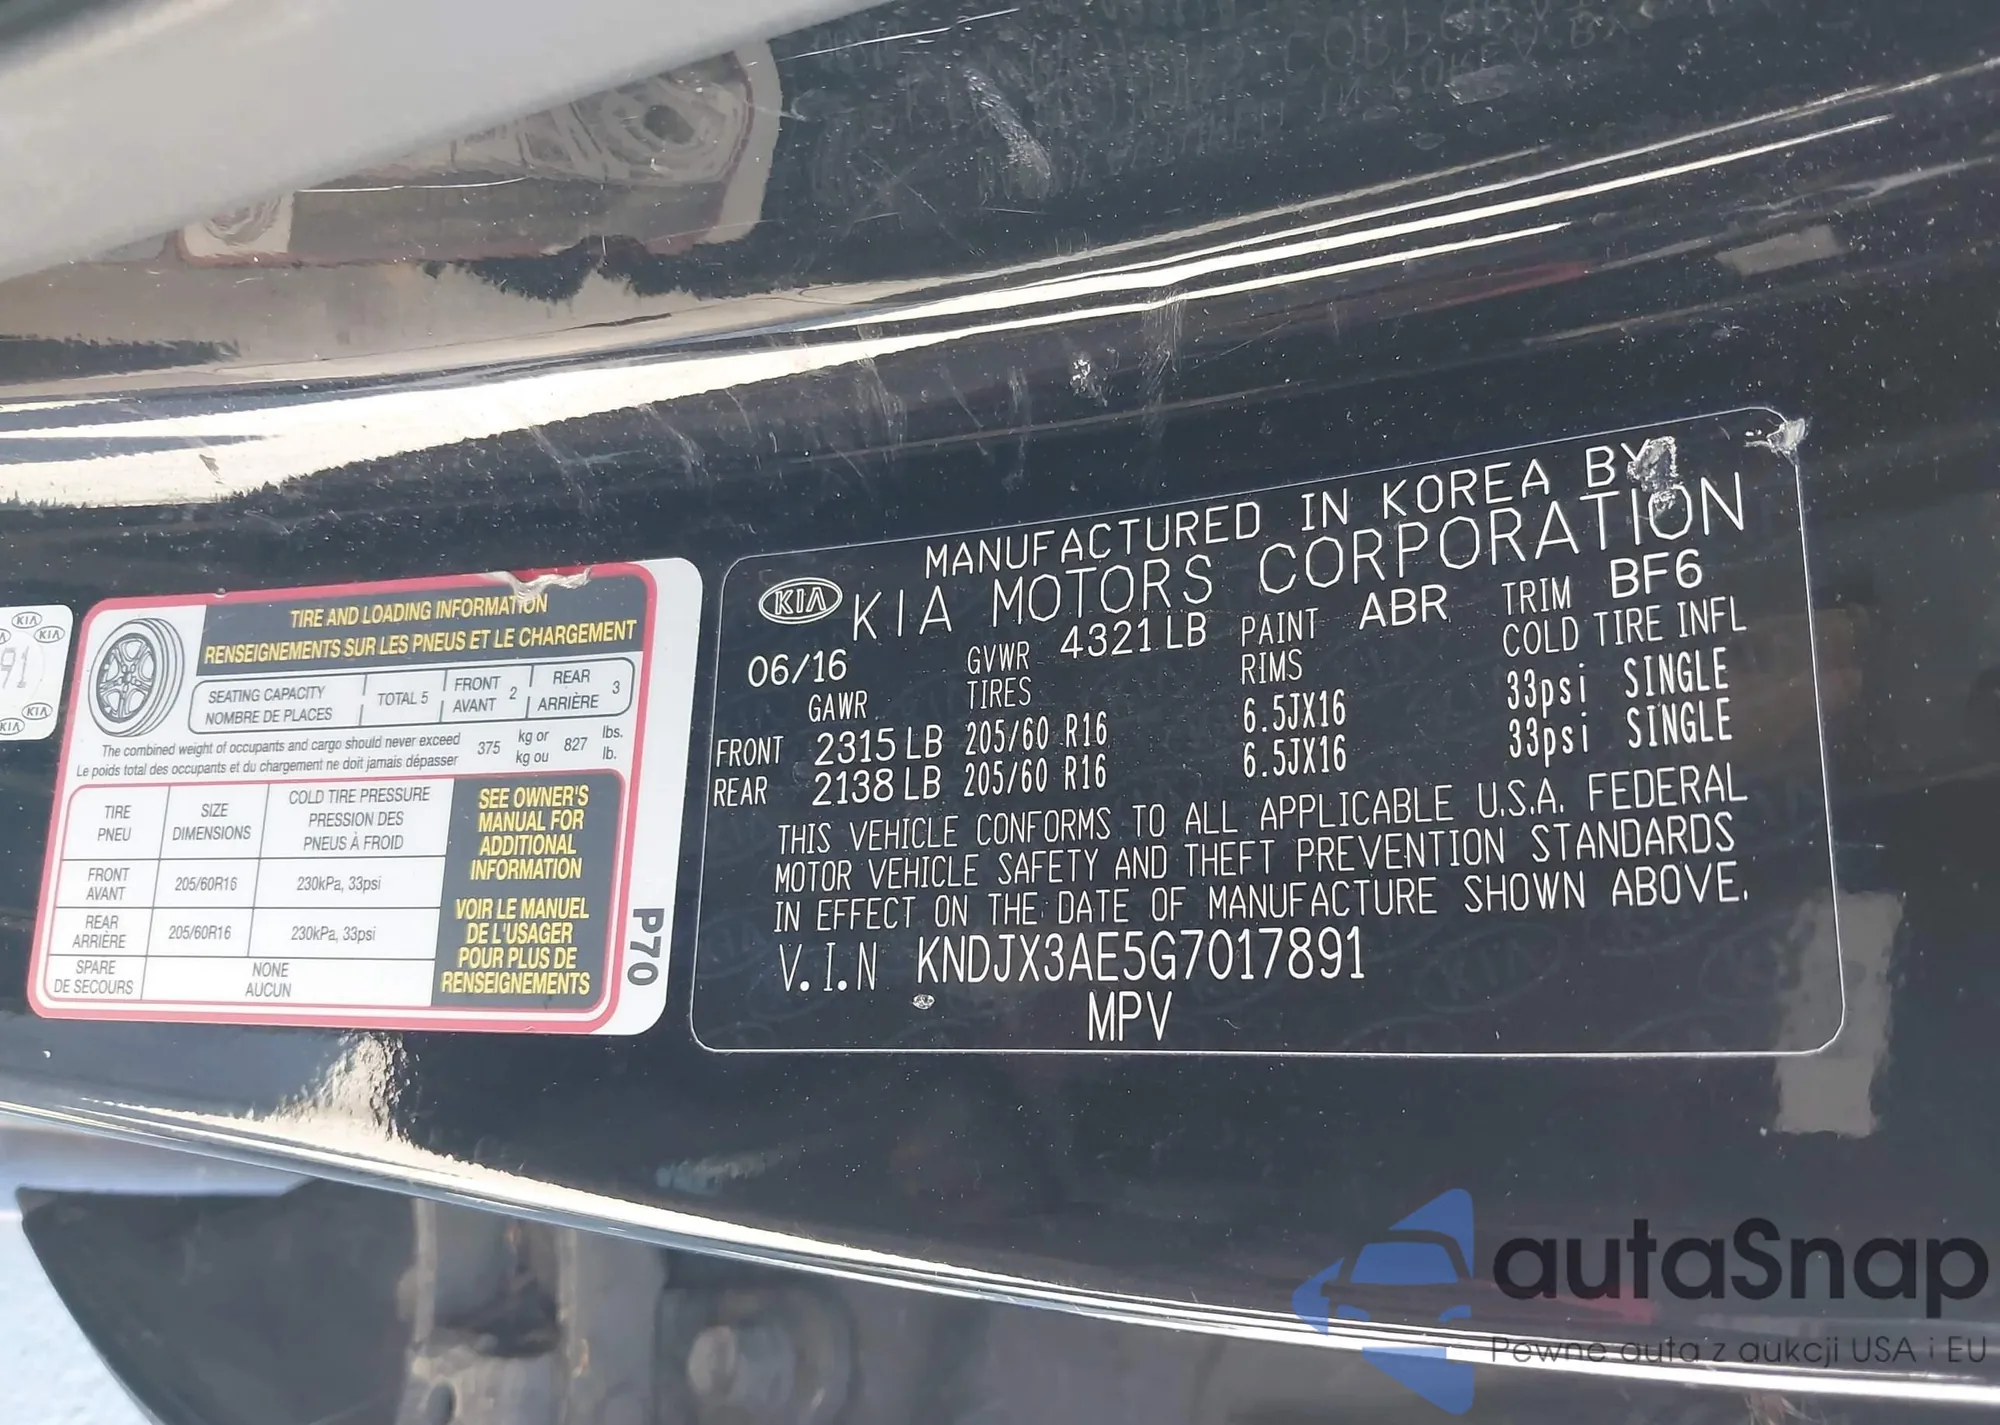 KIA
KIA
91
KIA
KIA
TIRE AND LOADING INFORMATION
RENSEIGNEMENTS SUR LES PNEUS ET LE CHARGEMENT
SEATING CAPACITY
NOMBRE DE PLACES
TOTAL 5
FRONT
AVANT
2
REAR
ARRIÈRE
3
The combined weight of occupants and cargo should never exceed
Le poids total des occupants et du chargement ne doit jamais dépasser
375
kg or
kg ou
827
lbs.
lb.
TIRE
PNEU
SIZE
DIMENSIONS
COLD TIRE PRESSURE
PRESSION DES
PNEUS À FROID
FRONT
AVANT
205/60R16
230kPa, 33psi
REAR
ARRIÈRE
205/60R16
230kPa, 33psi
SPARE
DE SECOURS
NONE
AUCUN
SEE OWNER'S
MANUAL FOR
ADDITIONAL
INFORMATION
VOIR LE MANUEL
DE L'USAGER
POUR PLUS DE
RENSEIGNEMENTS
P70
MANUFACTURED IN KOREA BY
KIA KIA MOTORS CORPORATION
06/16 GVWR 4321LB PAINT ABR TRIM BF6
GAWR TIRES RIMS COLD TIRE INFL
FRONT 2315LB 205/60 R16 6.5JX16 33psi SINGLE
REAR 2138LB 205/60 R16 6.5JX16 33psi SINGLE
THIS VEHICLE CONFORMS TO ALL APPLICABLE U.S.A. FEDERAL
MOTOR VEHICLE SAFETY AND THEFT PREVENTION STANDARDS
IN EFFECT ON THE DATE OF MANUFACTURE SHOWN ABOVE.
V.I.N KNDJX3AE5G7017891
MPV
autaSnap
Pewne auta z aukcji USA i EU